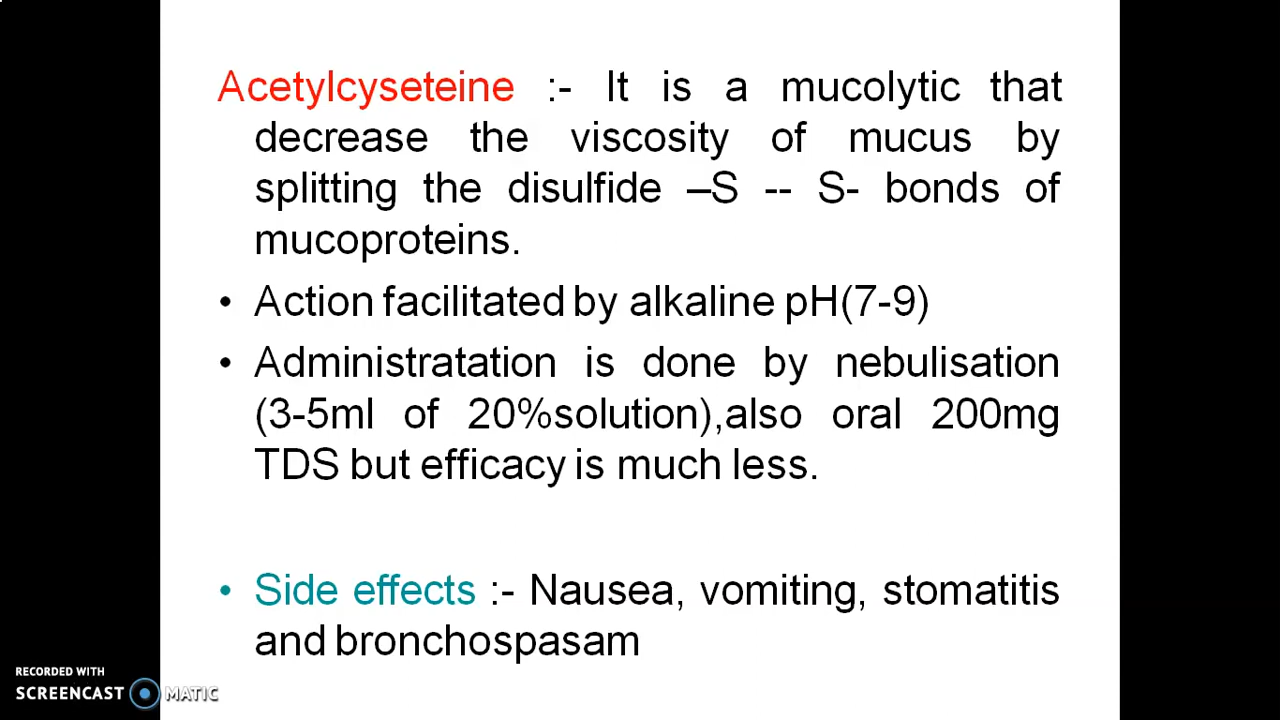 Acetylcyseteine :- It is a mucolytic that
decrease the viscosity of mucus by
splitting the disulfide –S -- S- bonds of
mucoproteins.
• Action facilitated by alkaline pH(7-9)
• Administratation is done by nebulisation
(3-5ml of 20%solution),also oral 200mg
TDS but efficacy is much less.
• Side effects :- Nausea, vomiting, stomatitis
and bronchospasam
RECORDED WITH
SCREENCAST MATIC